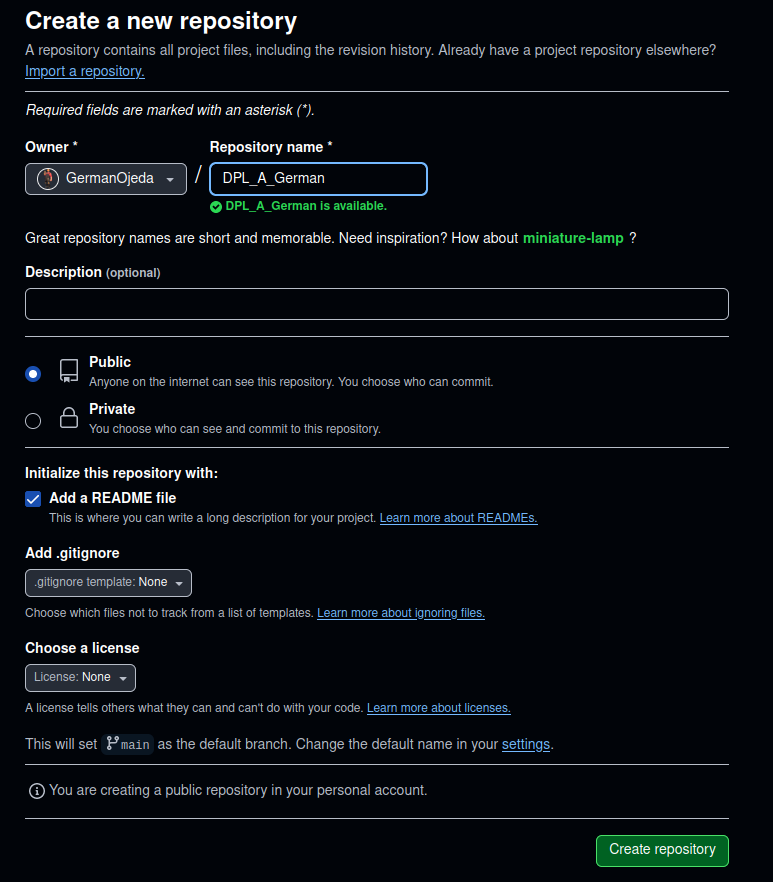 Create a new repository
A repository contains all project files, including the revision history. Already have a project repository elsewhere?
Import a repository.
Required fields are marked with an asterisk (*).
Owner * Repository name *
GermanOjeda / DPL_A_German
DPL_A_German is available.
Great repository names are short and memorable. Need inspiration? How about miniature-lamp ?
Description (optional)
Public
Anyone on the internet can see this repository. You choose who can commit.
Private
You choose who can see and commit to this repository.
Initialize this repository with:
Add a README file
This is where you can write a long description for your project. Learn more about READMEs.
Add .gitignore
.gitignore template: None
Choose which files not to track from a list of templates. Learn more about ignoring files.
Choose a license
License: None
A license tells others what they can and can't do with your code. Learn more about licenses.
This will set main as the default branch. Change the default name in your settings.
You are creating a public repository in your personal account.
Create repository